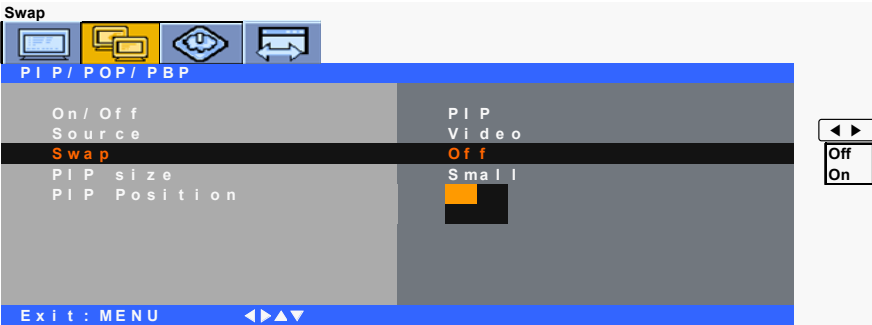 Swap
PIP/POP/PBP
On/Off PIP
Source Video
Swap Off
PIP size Small
PIP Position
Off
On
Exit:MENU